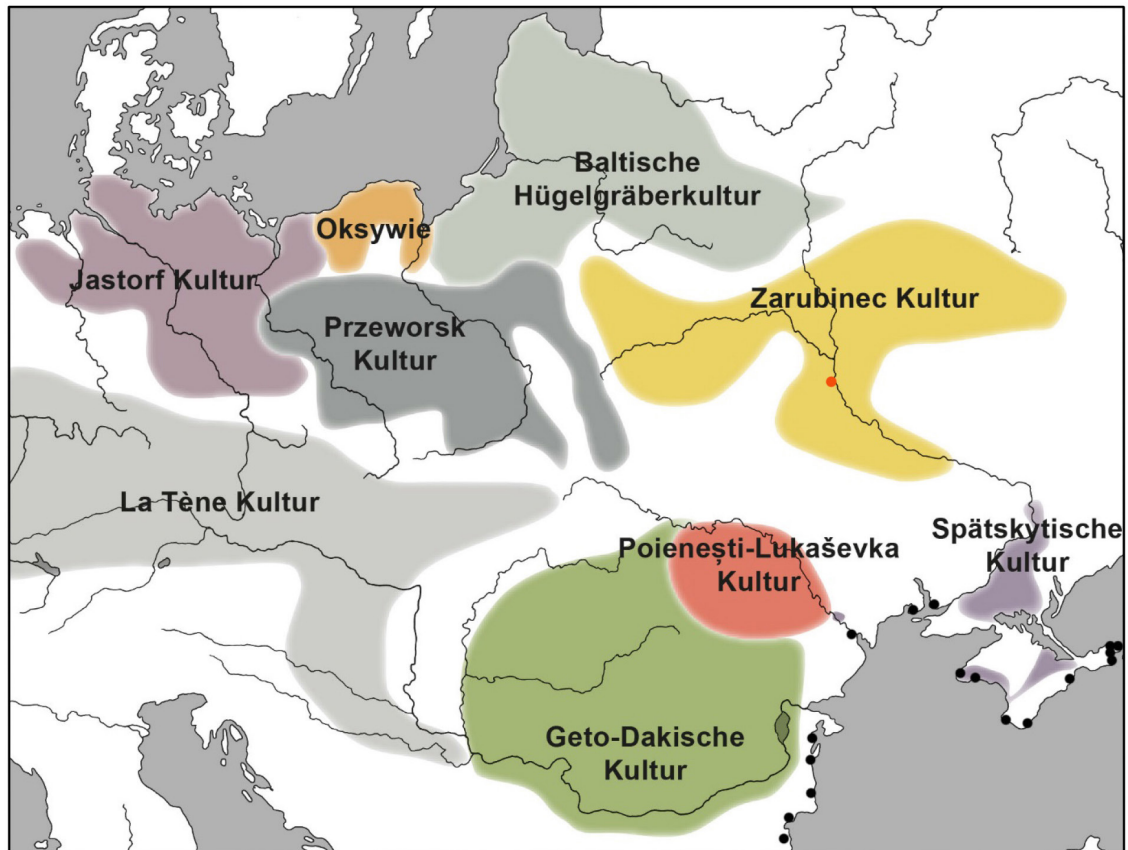 Baltische
Hügelgräberkultur
Oksywie
Jastorf Kultur
Zarubinec Kultur
Przeworsk
Kultur
La Tène Kultur
Poienești-Lukaševka
Kultur
Spätskytische
Kultur
Geto-Dakische
Kultur